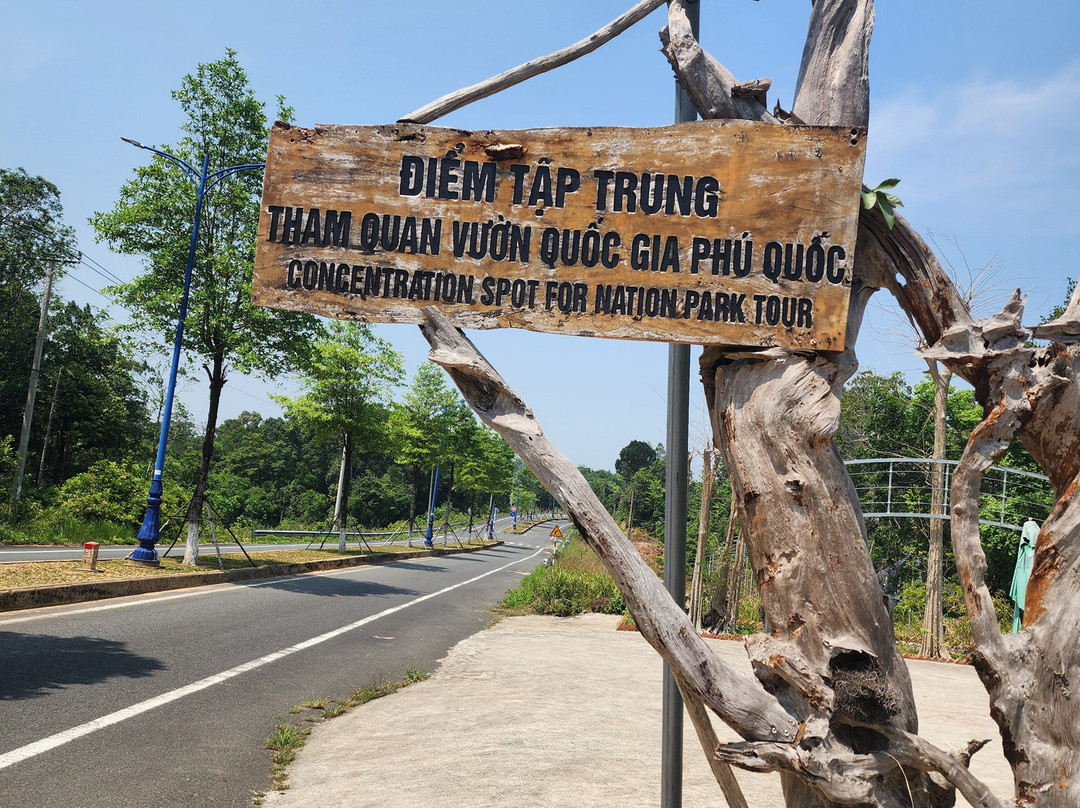 ĐIỂM TẬP TRUNG
THAM QUAN VƯỜN QUỐC GIA PHÚ QUỐC
CONCENTRATION SPOT FOR NATION PARK TOUR